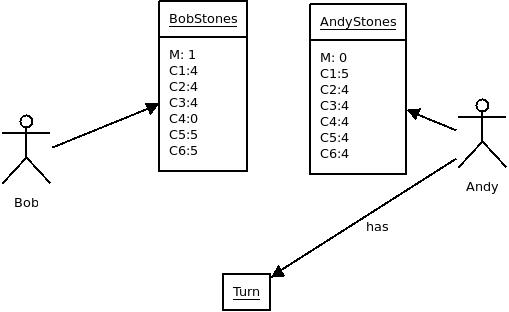 BobStones
M: 1
C1:4
C2:4
C3:4
C4:0
C5:5
C6:5
AndyStones
M: 0
C1:5
C2:4
C3:4
C4:4
C5:4
C6:4
Bob
Andy
has
Turn